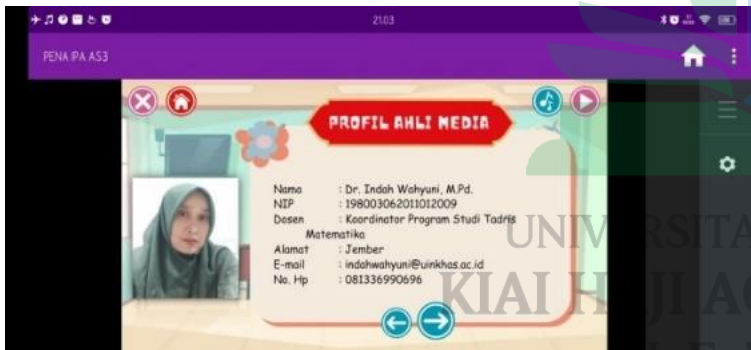 21.03
PENA IPA AS3
PROFIL AHLI MEDIA
Nama : Dr. Indah Wahyuni, M.Pd.
NIP : 198003062011012009
Dosen : Koordinator Program Studi Tadris
Matematika
Alamat : Jember
E-mail : indahwahyuni@uinkhas.ac.id
No. Hp : 081336990696
UNIVERSITA
KIAI HAJI A